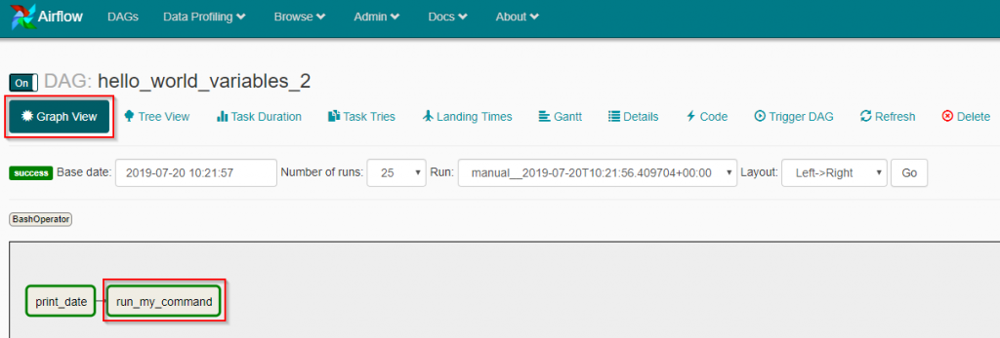 Airflow DAGs Data Profiling Browse Admin Docs About
On DAG: hello_world_variables_2
Graph View Tree View Task Duration Task Tries Landing Times Gantt Details Code Trigger DAG Refresh Delete
success Base date: 2019-07-20 10:21:57 Number of runs: 25 Run: manual__2019-07-20T10:21:56.409704+00:00 Layout: Left->Right Go
BashOperator
print_date run_my_command